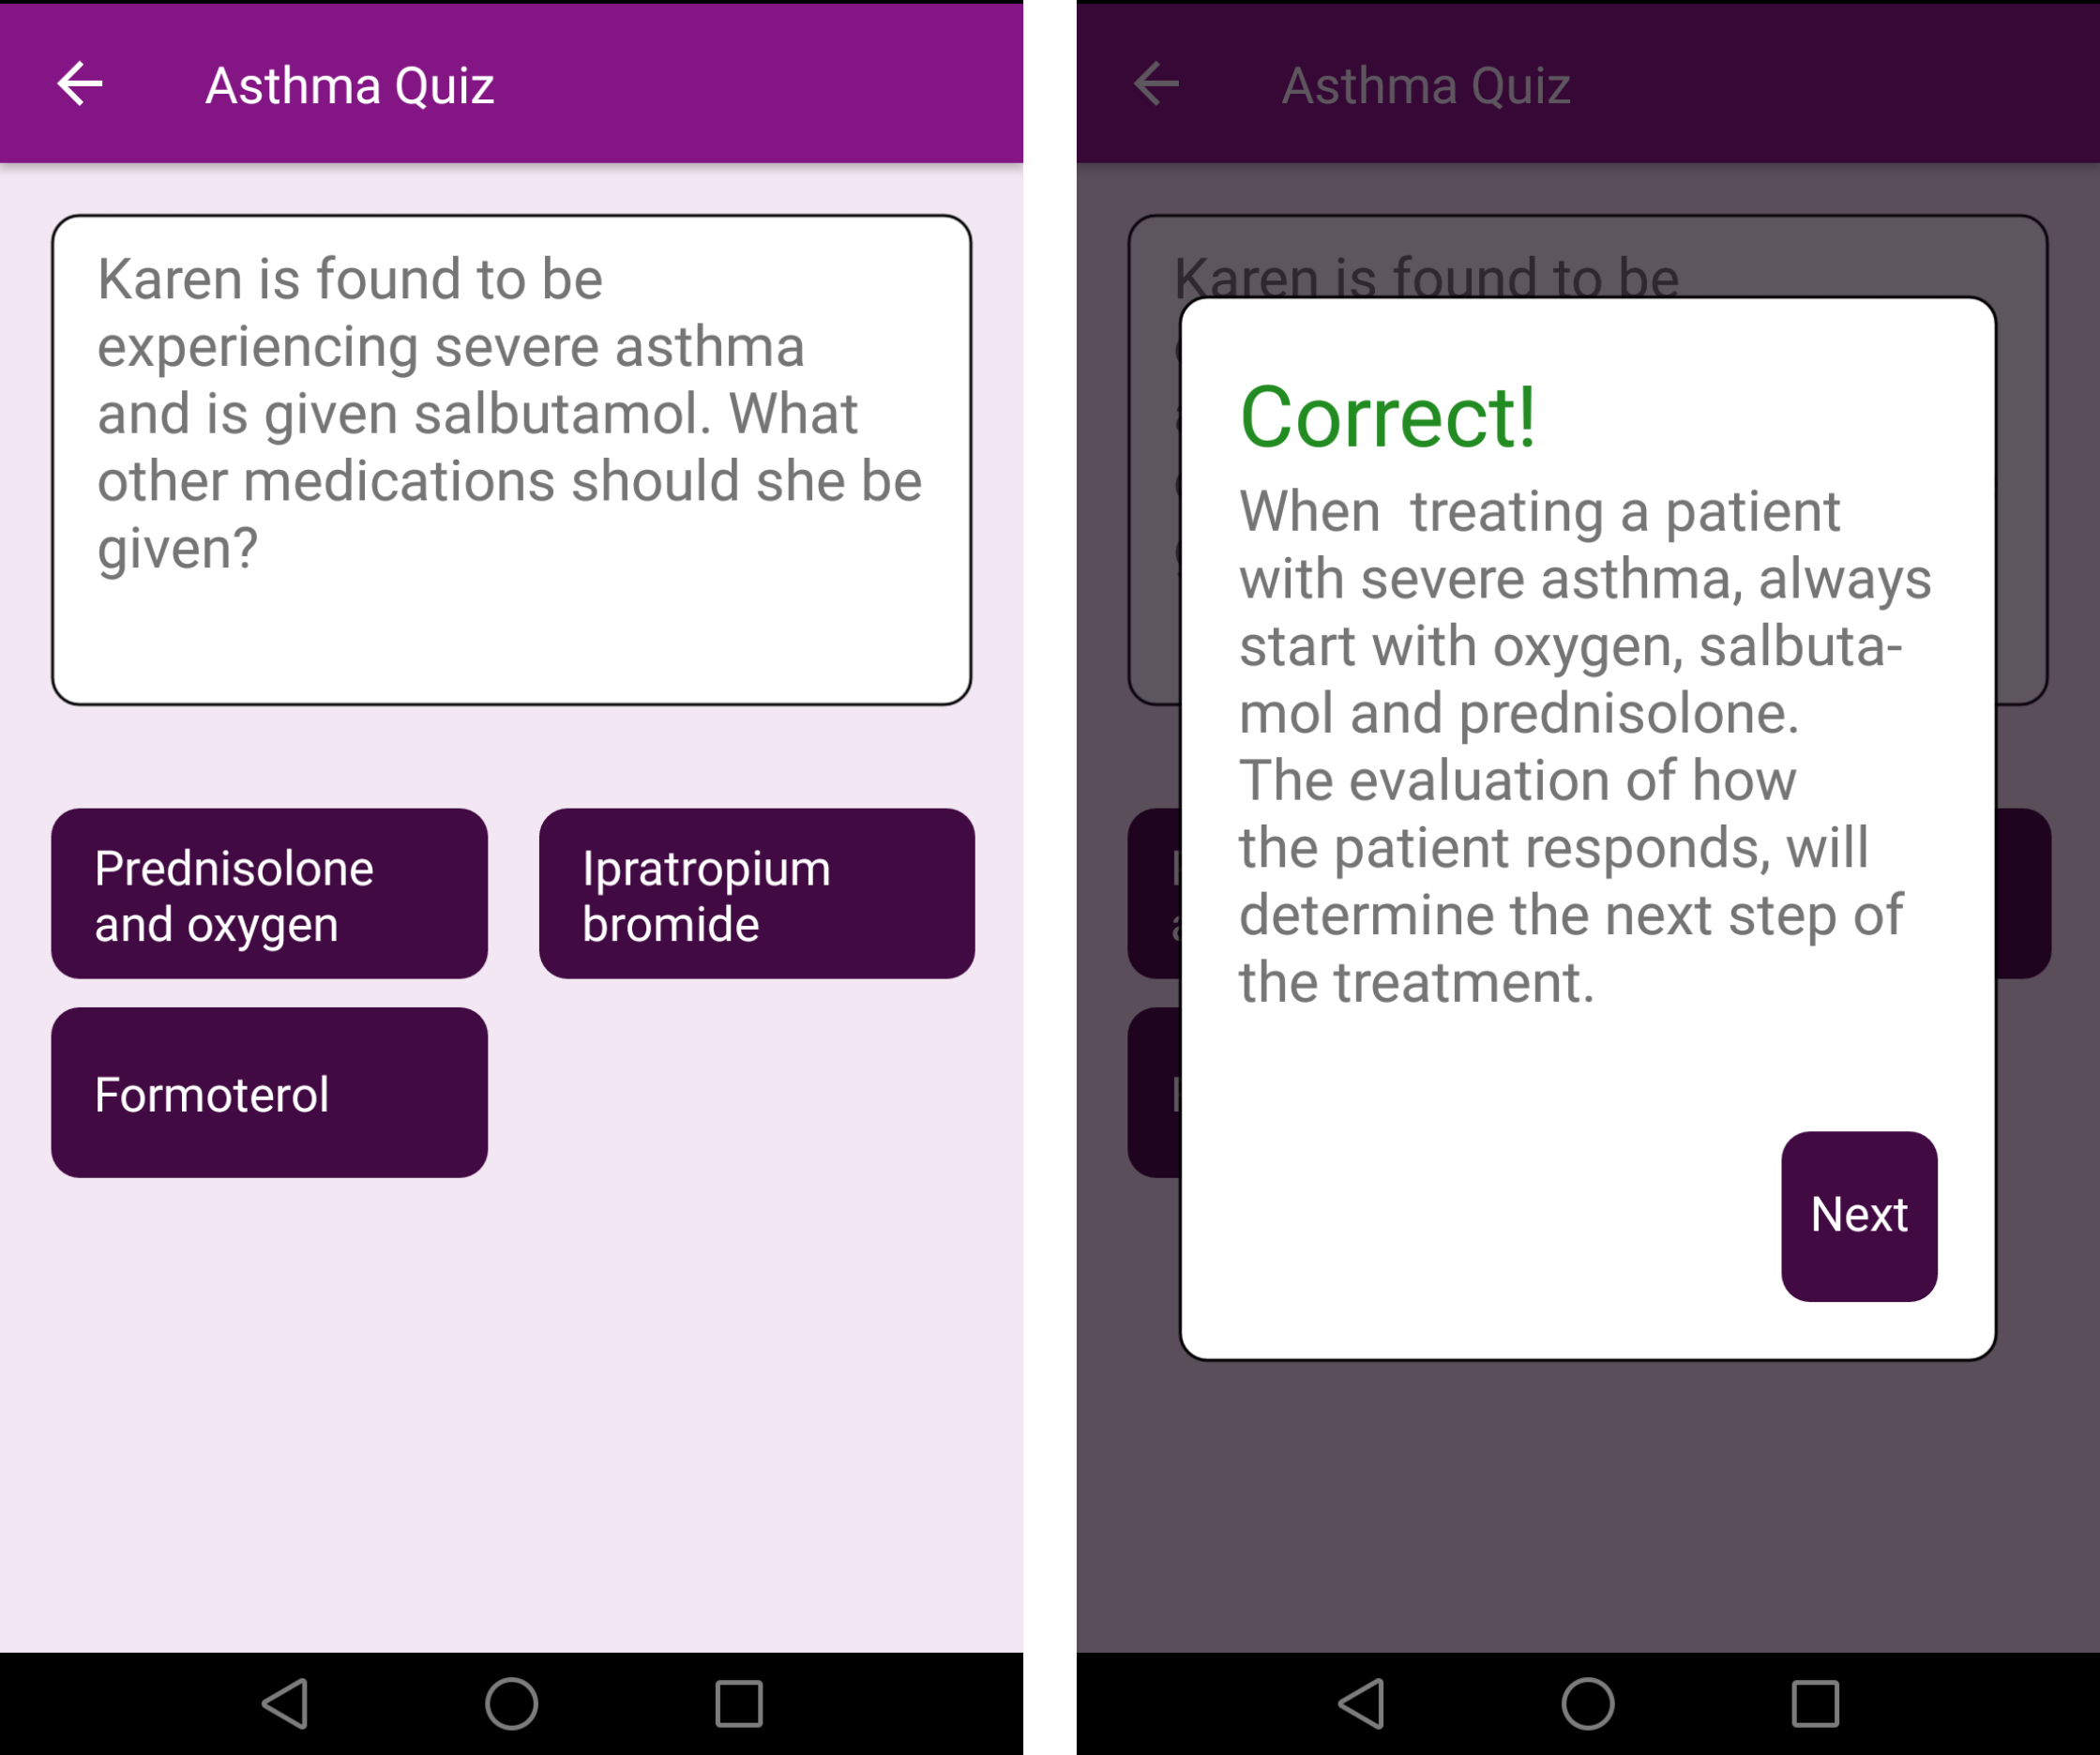 Asthma Quiz
Karen is found to be
experiencing severe asthma
and is given salbutamol. What
other medications should she be
given?
Prednisolone
and oxygen
Ipratropium
bromide
Formoterol
Asthma Quiz
Karen is found to be
Correct!
When  treating a patient
with severe asthma, always
start with oxygen, salbuta-
mol and prednisolone.
The evaluation of how
the patient responds, will
determine the next step of
the treatment.
Next